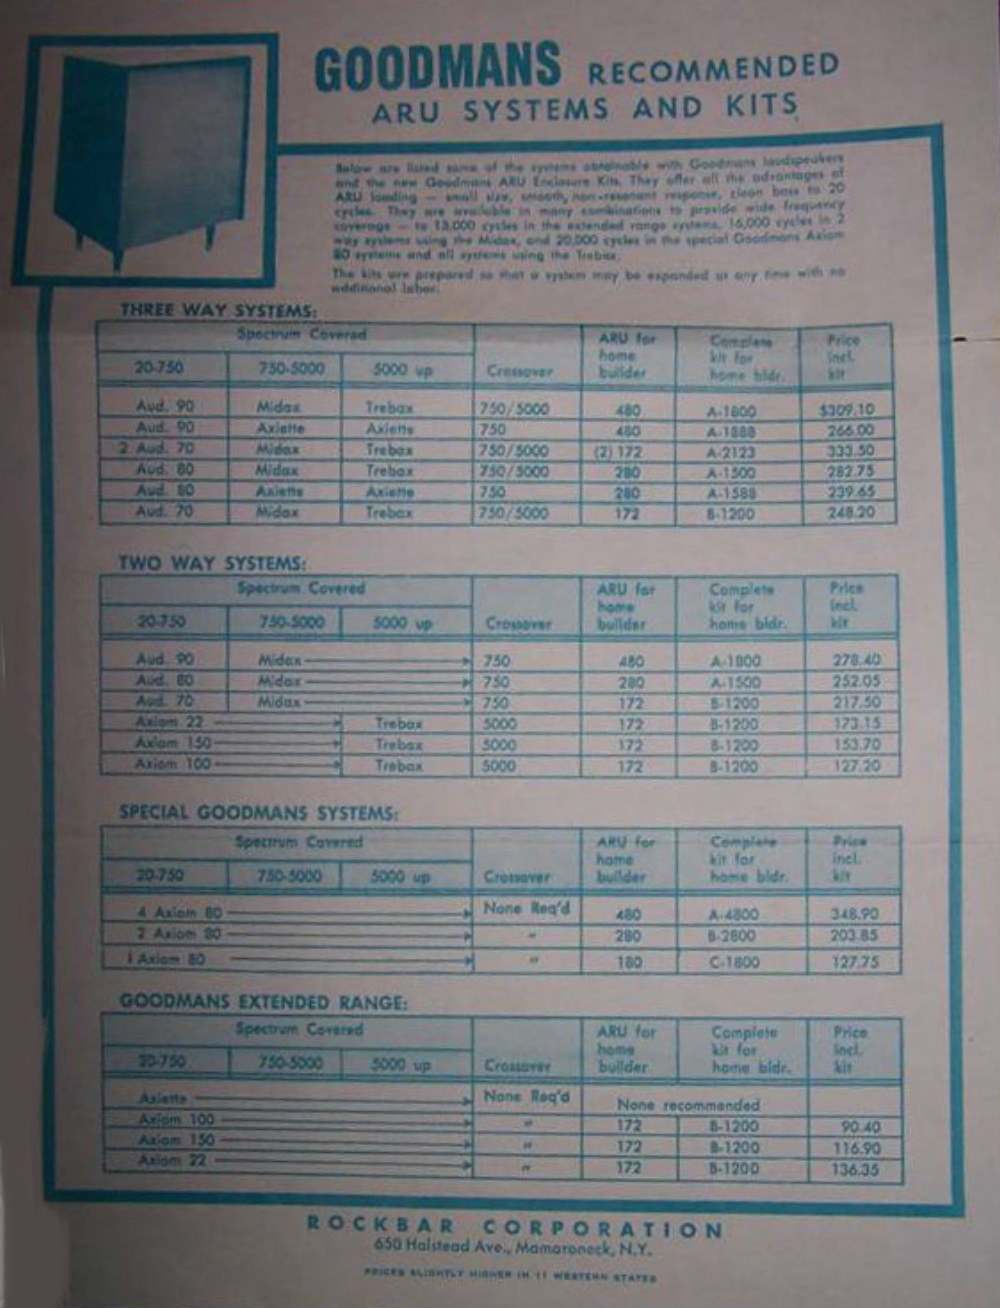 GOODMANS RECOMMENDED
ARU SYSTEMS AND KITS
Below are listed some of the systems obtainable with Goodmans loudspeakers
and the new Goodmans ARU Enclosure Kits. They offer all the advantages of
ARU loading — small size, smooth, non-resonant response, clean bass to 20
cycles. They are available in many combinations to provide wide frequency
coverage — to 15,000 cycles in the extended range systems, 16,000 cycles in 2
way systems using the Midax, and 20,000 cycles in the special Goodmans Axiom
80 systems and all systems using the Trebax.
The kits are prepared so that a system may be expanded at any time with no
additional labor.
THREE WAY SYSTEMS:
Spectrum Covered
20-750 750-5000 5000 up Crossover ARU for home builder Complete kit for home bldr. Price incl. kit
Aud. 90 Midax Trebax 750/5000 480 A-1800 $309.10
Aud. 90 Axiette Axiette 750 480 A-1888 266.00
2 Aud. 70 Midax Trebax 750/5000 (2) 172 A-2123 333.50
Aud. 80 Midax Trebax 750/5000 280 A-1500 282.75
Aud. 80 Axiette Axiette 750 280 A-1588 239.65
Aud. 70 Midax Trebax 750/5000 172 B-1200 248.20
TWO WAY SYSTEMS:
Spectrum Covered
20-750 750-5000 5000 up Crossover ARU for home builder Complete kit for home bldr. Price incl. kit
Aud. 90 Midax 750 480 A-1800 278.40
Aud. 80 Midax 750 280 A-1500 252.05
Aud. 70 Midax 750 172 B-1200 217.50
Axiom 22 Trebax 5000 172 B-1200 173.15
Axiom 150 Trebax 5000 172 B-1200 153.70
Axiom 100 Trebax 5000 172 B-1200 127.20
SPECIAL GOODMANS SYSTEMS:
Spectrum Covered
20-750 750-5000 5000 up Crossover ARU for home builder Complete kit for home bldr. Price incl. kit
4 Axiom 80 None Req'd 480 A-4800 348.90
2 Axiom 80 " 280 B-2800 203.85
1 Axiom 80 " 180 C-1800 127.75
GOODMANS EXTENDED RANGE:
Spectrum Covered
20-750 750-5000 5000 up Crossover ARU for home builder Complete kit for home bldr. Price incl. kit
Axiette None Req'd None recommended
Axiom 100 " 172 B-1200 90.40
Axiom 150 " 172 B-1200 116.90
Axiom 22 " 172 B-1200 136.35
ROCKBAR CORPORATION
650 Halstead Ave., Mamaroneck, N.Y.
PRICES SLIGHTLY HIGHER IN 11 WESTERN STATES